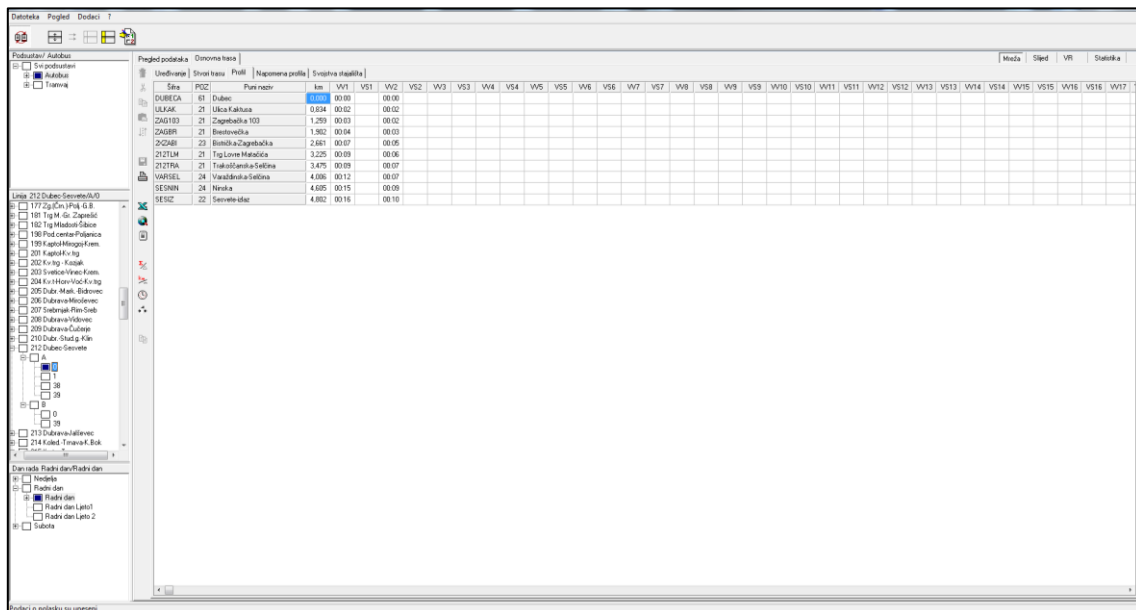 Datoteka Pogled Dodaci ?
Podsustav/ Autobus
Svi podsustavi
Autobus
Tramvaj
Linija 212 Dubec-Sesvete/A/0
177 Zg.(Črn.)-Polj.-G.B.
181 Trg M.-Gr. Zaprešić
182 Trg Mladosti-Šibice
198 Pod.centar-Poljanica
199 Kaptol-Mirogoj-Krem.
201 Kaptol-Kv.trg
202 Kv.trg - Kozjak
203 Svetice-Vinec-Krem.
204 Kv.t-Horv-Voć-Kv.trg
205 Dubr.-Mark.-Bidrovec
206 Dubrava-Miroševec
207 Srebrnjak-Rim-Sreb
208 Dubrava-Vidovec
209 Dubrava-Čučerje
210 Dubr.-Stud.g.-Klin
212 Dubec-Sesvete
A
0
1
38
39
B
0
39
213 Dubrava-Jalševec
214 Koled.-Trnava-K.Bok
Dan rada Radni dan/Radni dan
Nedjelja
Radni dan
Radni dan
Radni dan Ljeto1
Radni dan Ljeto 2
Subota
Pregled podataka Osnovna trasa
Mreža Slijed VR Statistika
Uređivanje Stvori trasu Profil Napomena profila Svojstva stajališta
Šifra POZ Puni naziv km VV1 VS1 VV2 VS2 VV3 VS3 VV4 VS4 VV5 VS5 VV6 VS6 VV7 VS7 VV8 VS8 VV9 VS9 VV10 VS10 VV11 VS11 VV12 VS12 VV13 VS13 VV14 VS14 VV15 VS15 VV16 VS16 VV17
DUBECA 61 Dubec 0,000 00:00 00:00
ULKAK 21 Ulica Kaktusa 0,834 00:02 00:02
ZAG103 21 Zagrebačka 103 1,259 00:03 00:02
ZAGBR 21 Brestovečka 1,902 00:04 00:03
ZKZABI 23 Bistrička-Zagrebačka 2,661 00:07 00:05
212TLM 21 Trg Lovre Matačića 3,225 00:09 00:06
212TRA 21 Trakošćanska-Selčina 3,475 00:09 00:07
VARSEL 24 Varaždinska-Selčina 4,006 00:12 00:07
SESNIN 24 Ninska 4,605 00:15 00:09
SESIZ 22 Sesvete-izlaz 4,802 00:16 00:10
Podaci o polasku su uneseni